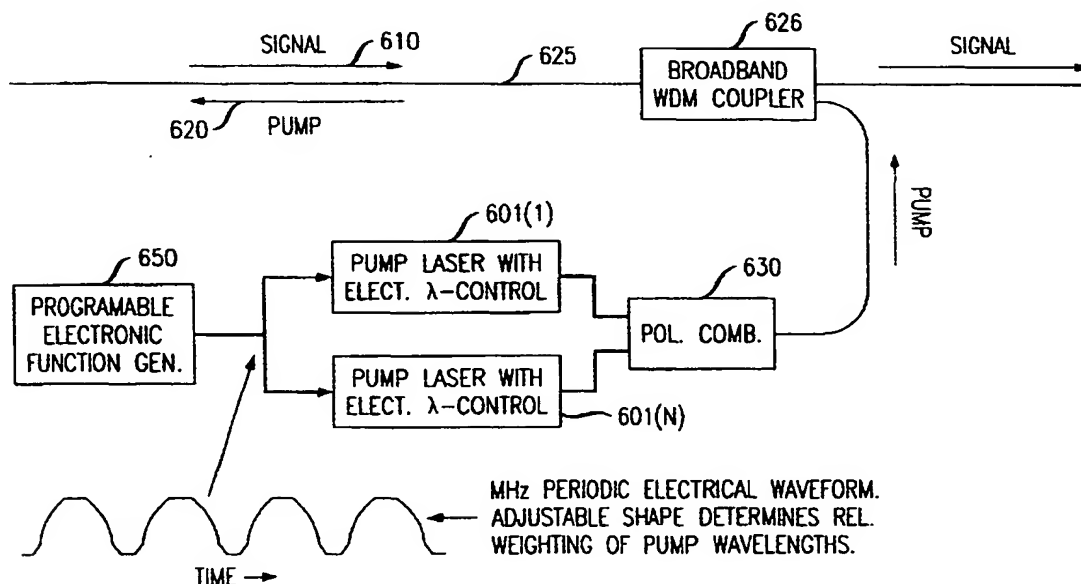 SIGNAL
610
625
626
BROADBAND
WDM COUPLER
SIGNAL
620
PUMP
PUMP
601(1)
PUMP LASER WITH
ELECT. λ-CONTROL
650
PROGRAMABLE
ELECTRONIC
FUNCTION GEN.
630
POL. COMB.
PUMP LASER WITH
ELECT. λ-CONTROL
601(N)
MHz PERIODIC ELECTRICAL WAVEFORM.
ADJUSTABLE SHAPE DETERMINES REL.
WEIGHTING OF PUMP WAVELENGTHS.
TIME